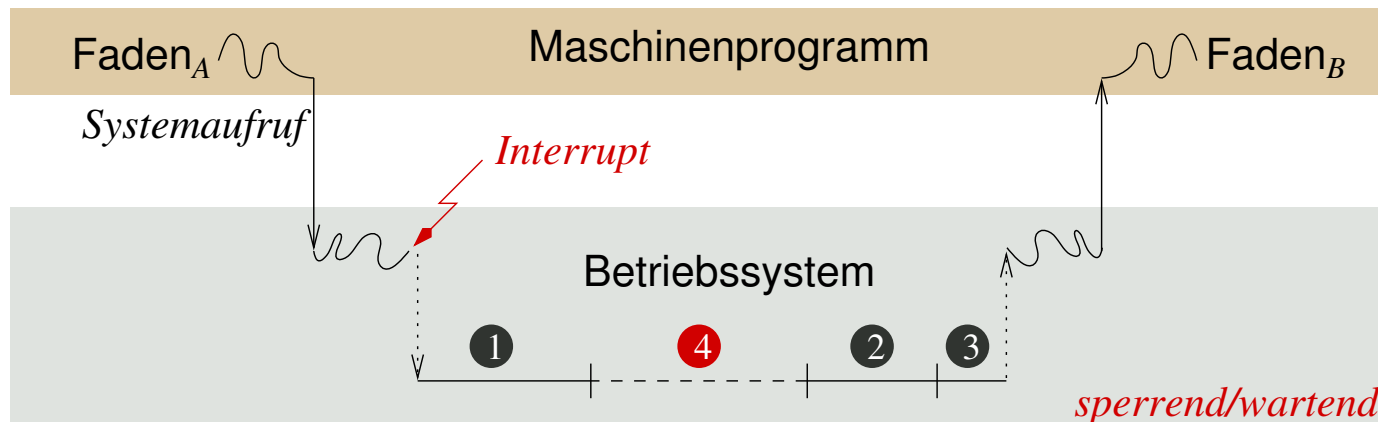 Faden_A Maschinenprogramm Faden_B
Systemaufruf
Interrupt
Betriebssystem
1 4 2 3
sperrend/wartend